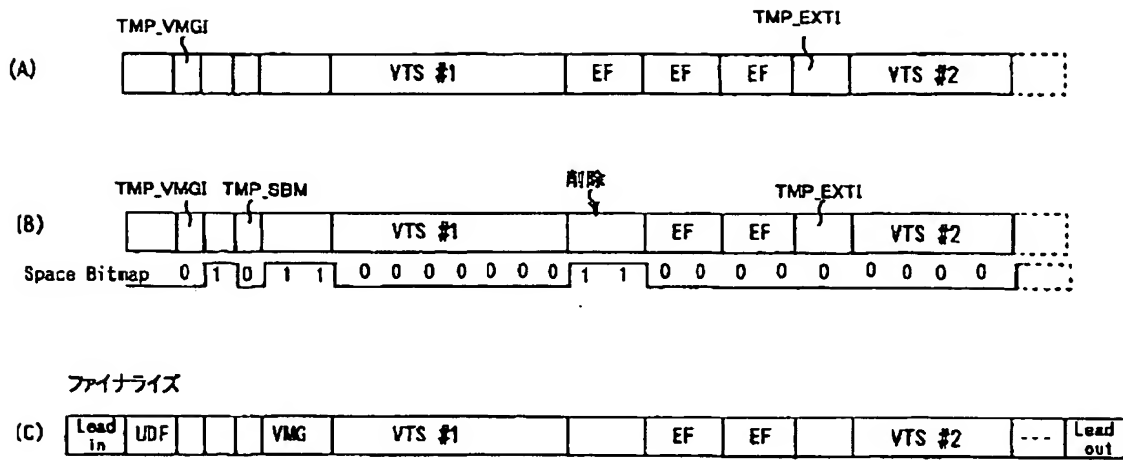 TMP_VMGI
TMP_EXTI
(A)
VTS #1
EF
EF
EF
VTS #2
TMP_VMGI
TMP_SBM
削除
TMP_EXTI
(B)
VTS #1
EF
EF
VTS #2
Space Bitmap
0 1 0 1 1 0 0 0 0 0 0 0 1 1 0 0 0 0 0 0 0 0 0
ファイナライズ
(C)
Lead in
UDF
VMG
VTS #1
EF
EF
VTS #2
---
Lead out